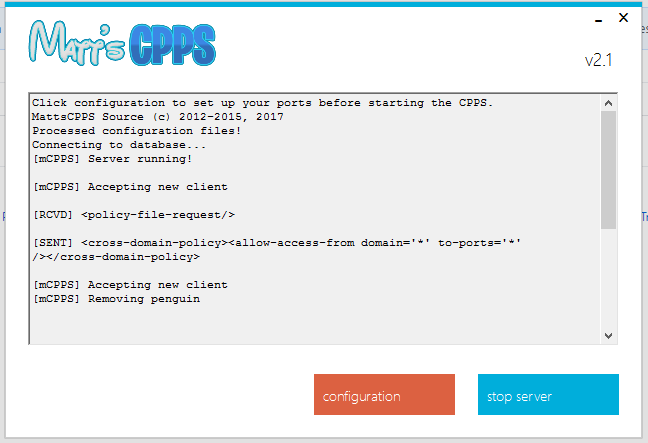 MATT'S CPPS
v2.1
Click configuration to set up your ports before starting the CPPS.
MattsCPPS Source (c) 2012-2015, 2017
Processed configuration files!
Connecting to database...
[mCPPS] Server running!
[mCPPS] Accepting new client
[RCVD] <policy-file-request/>
[SENT] <cross-domain-policy><allow-access-from domain='*' to-ports='*'
/></cross-domain-policy>
[mCPPS] Accepting new client
[mCPPS] Removing penguin
configuration
stop server